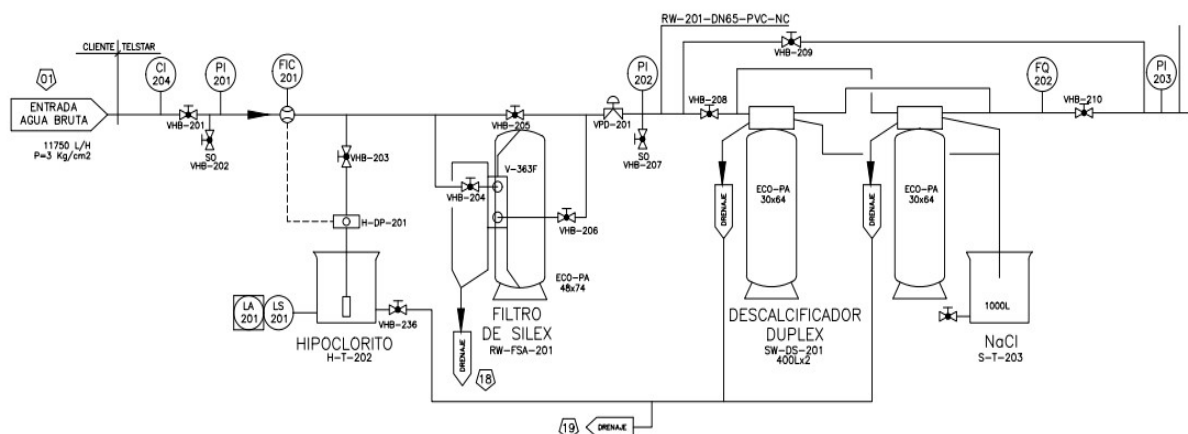 RW-201-DN65-PVC-NC
CLIENTE TELSTAR
01
ENTRADA
AGUA BRUTA
11750 L/H
P=3 Kg/cm2
CI
204
VHB-201
PI
201
SO
VHB-202
FIC
201
VHB-203
H-DP-201
LA
201
LS
201
VHB-236
HIPOCLORITO
H-T-202
VHB-205
V-363F
VHB-204
VHB-206
ECO-PA
48x74
FILTRO
DE SILEX
RW-FSA-201
DRENAJE
18
VPD-201
PI
202
SO
VHB-207
VHB-209
VHB-208
DRENAJE
ECO-PA
30x64
DESCALCIFICADOR
DUPLEX
SW-DS-201
400Lx2
DRENAJE
ECO-PA
30x64
FQ
202
VHB-210
PI
203
1000L
NaCl
S-T-203
19
DRENAJE